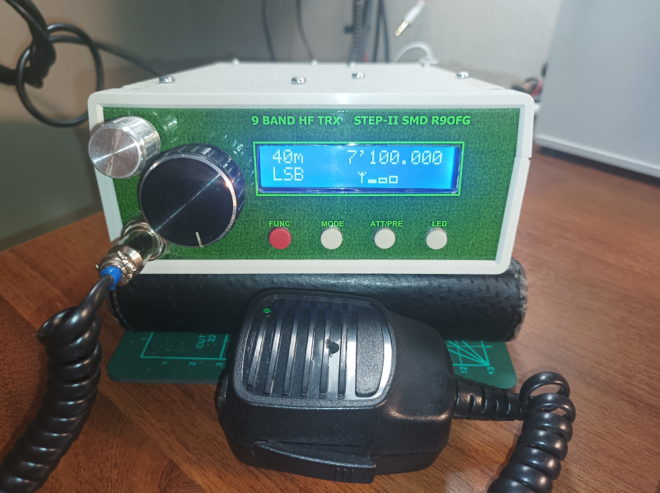 9 BAND HF TRX STEP-II SMD R9OFG
40m 7'100.000
LSB
FUNC MODE ATT/PRE LED